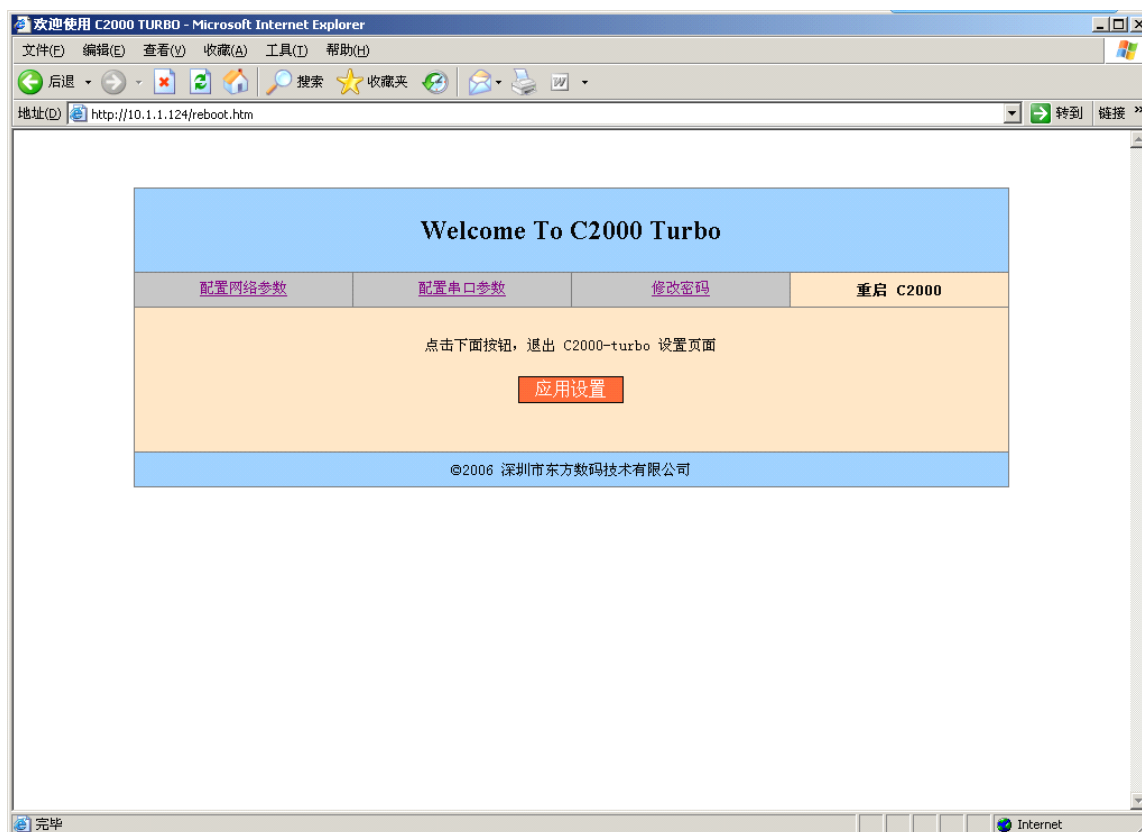 欢迎使用 C2000 TURBO - Microsoft Internet Explorer
文件(F) 编辑(E) 查看(V) 收藏(A) 工具(T) 帮助(H)
后退 搜索 收藏夹
地址(D) http://10.1.1.124/reboot.htm 转到 链接 »
Welcome To C2000 Turbo
配置网络参数 配置串口参数 修改密码 重启 C2000
点击下面按钮，退出 C2000-turbo 设置页面
应用设置
©2006 深圳市东方数码技术有限公司
完毕 Internet